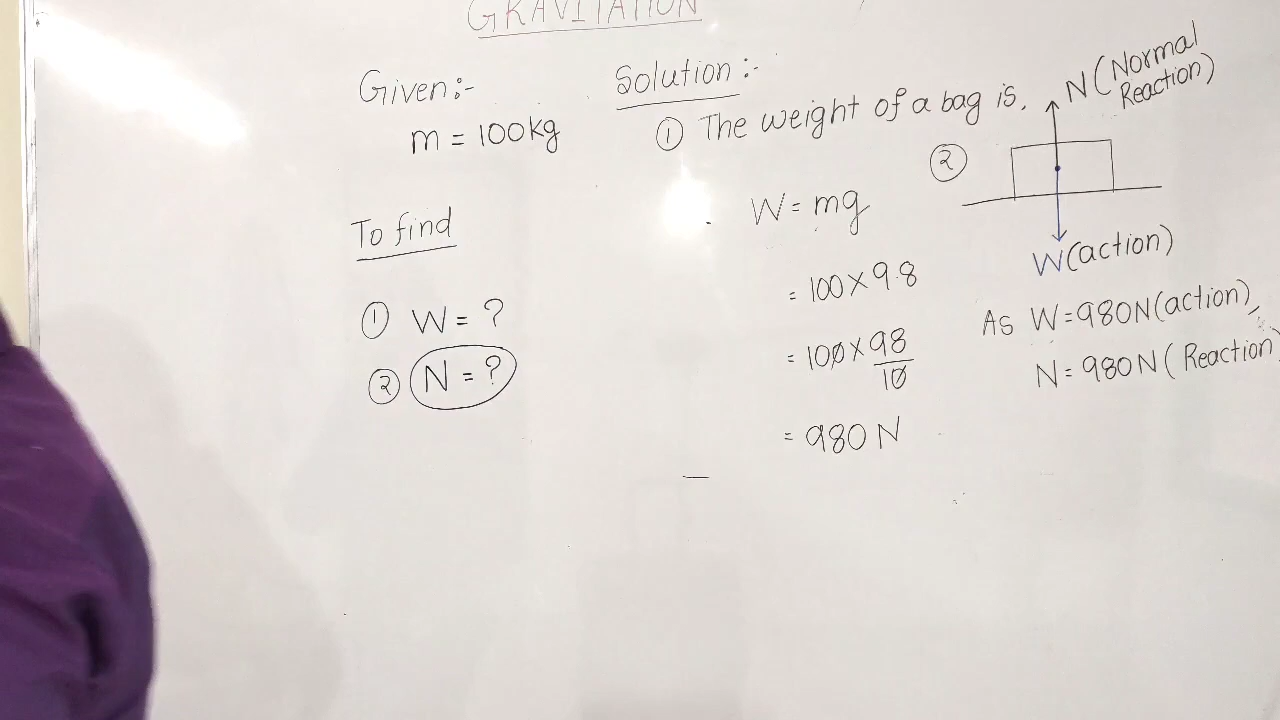 GRAVITATION
Given:-
m = 100kg
To find
① W = ?
② N = ?
Solution :-
① The weight of a bag is.
W = mg
= 100 × 9.8
= 100 × 98/10
= 980 N
②
N (Normal
Reaction)
W(action)
As W = 980N (action),
N = 980N ( Reaction